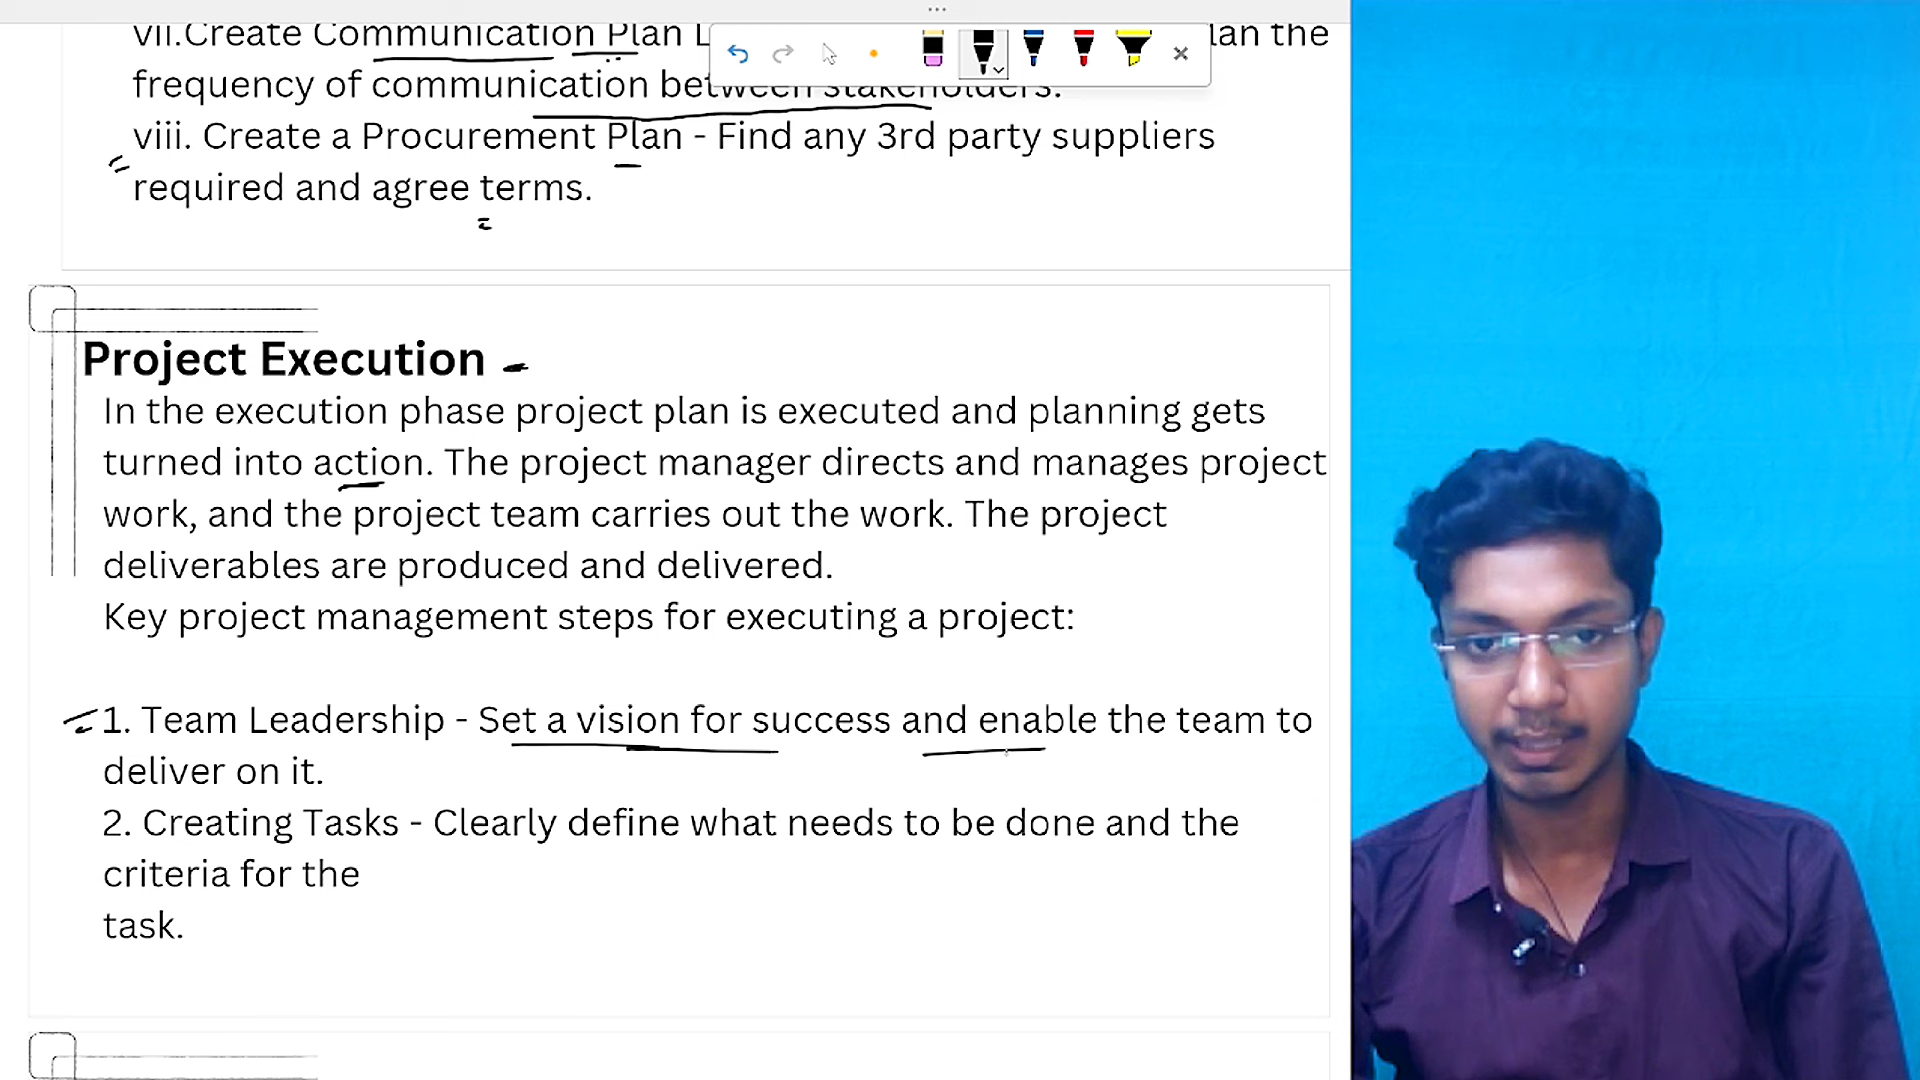 vii.Create Communication Plan lan the
frequency of communication between stakeholders.
viii. Create a Procurement Plan - Find any 3rd party suppliers
required and agree terms.
Project Execution
In the execution phase project plan is executed and planning gets
turned into action. The project manager directs and manages project
work, and the project team carries out the work. The project
deliverables are produced and delivered.
Key project management steps for executing a project:
1. Team Leadership - Set a vision for success and enable the team to
deliver on it.
2. Creating Tasks - Clearly define what needs to be done and the
criteria for the
task.